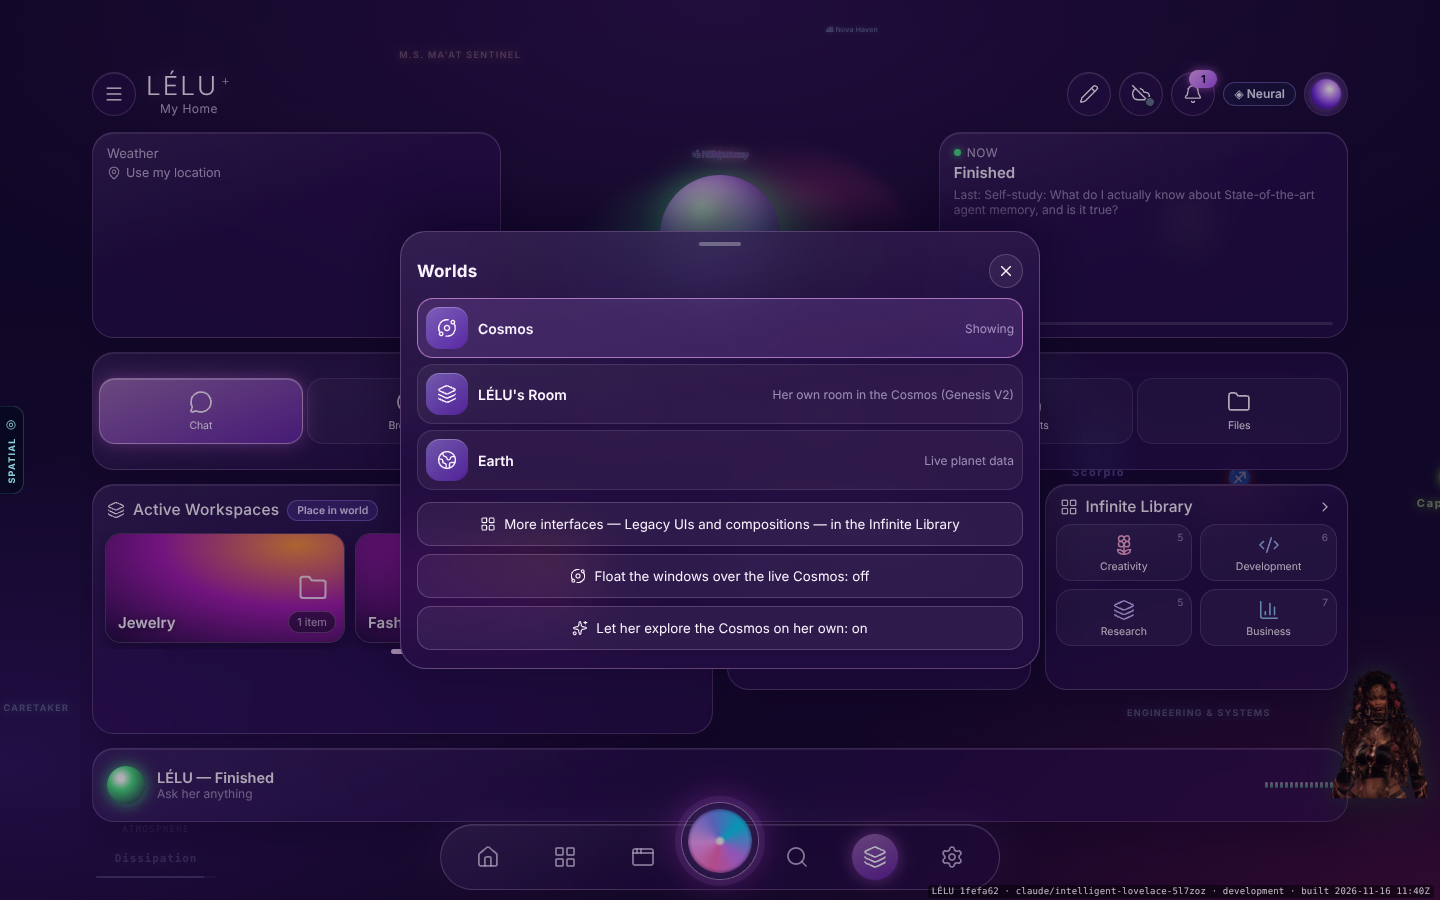 Nova Haven
M.S. MA'AT SENTINEL
LÉLU +
My Home
1
Neural
Weather
Use my location
NOW
Finished
Last: Self-study: What do I actually know about State-of-the-art
agent memory, and is it true?
Worlds
Cosmos
Showing
LÉLU's Room
Her own room in the Cosmos (Genesis V2)
Earth
Live planet data
More interfaces — Legacy UIs and compositions — in the Infinite Library
Float the windows over the live Cosmos: off
Let her explore the Cosmos on her own: on
Chat
Files
SPATIAL
Scorpio
Active Workspaces
Place in world
Jewelry
1 item
Fash
Infinite Library
Creativity
5
Development
6
Research
5
Business
7
Cap
CARETAKER
ENGINEERING & SYSTEMS
LÉLU — Finished
Ask her anything
ATMOSPHERE
Dissipation
LÉLU 1fefa62 · claude/intelligent-lovelace-5l7zoz · development · built 2026-11-16 11:40Z